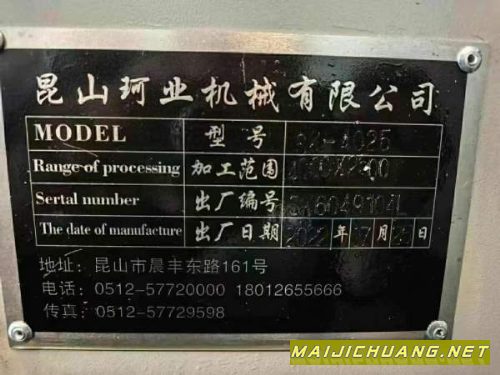 昆山珂业机械有限公司
MODEL 型号 -4025
Range of processing 加工范围
Serial number 出厂编号
The date of manufacture 出厂日期 2022 年 月 日
地址: 昆山市晨丰东路161号
电话: 0512-57720000 18012655666
传真: 0512-57729598
MAIJICHUANG.NET